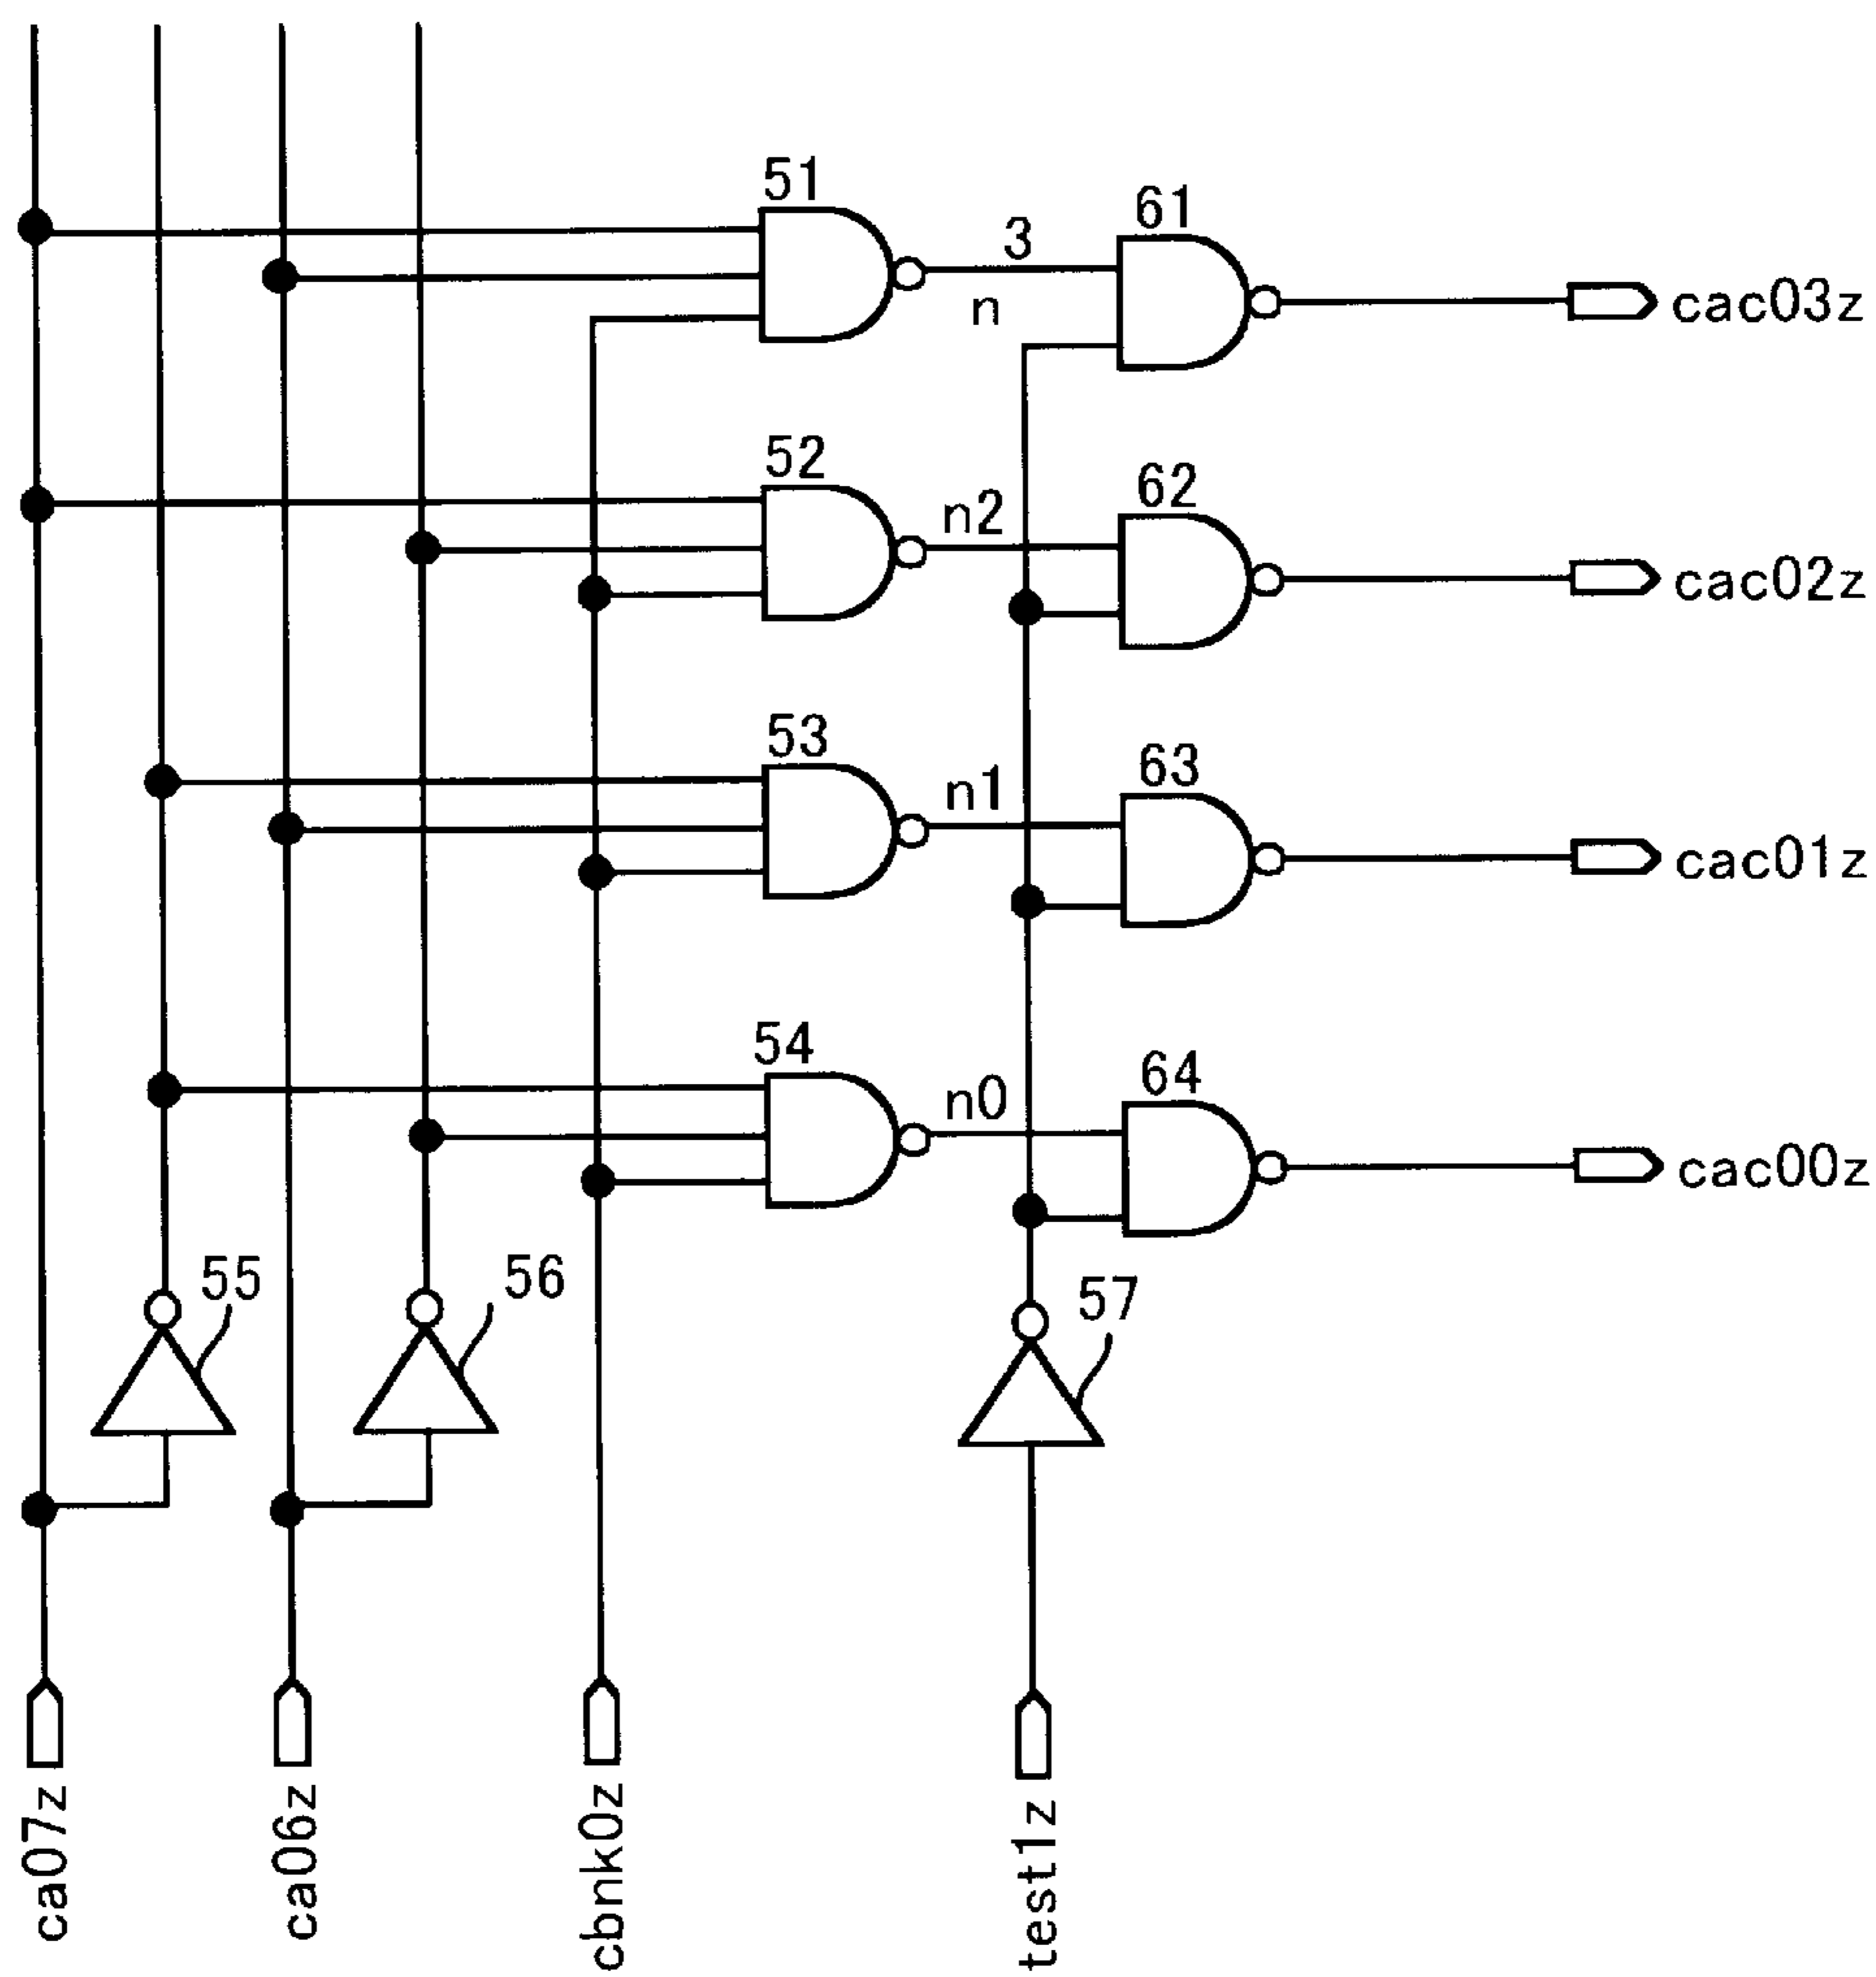 51
61
3
n
cac03z
52
n2
62
cac02z
53
n1
63
cac01z
54
n0
64
cac00z
55
56
57
ca07z
ca06z
cbnk0z
test1z